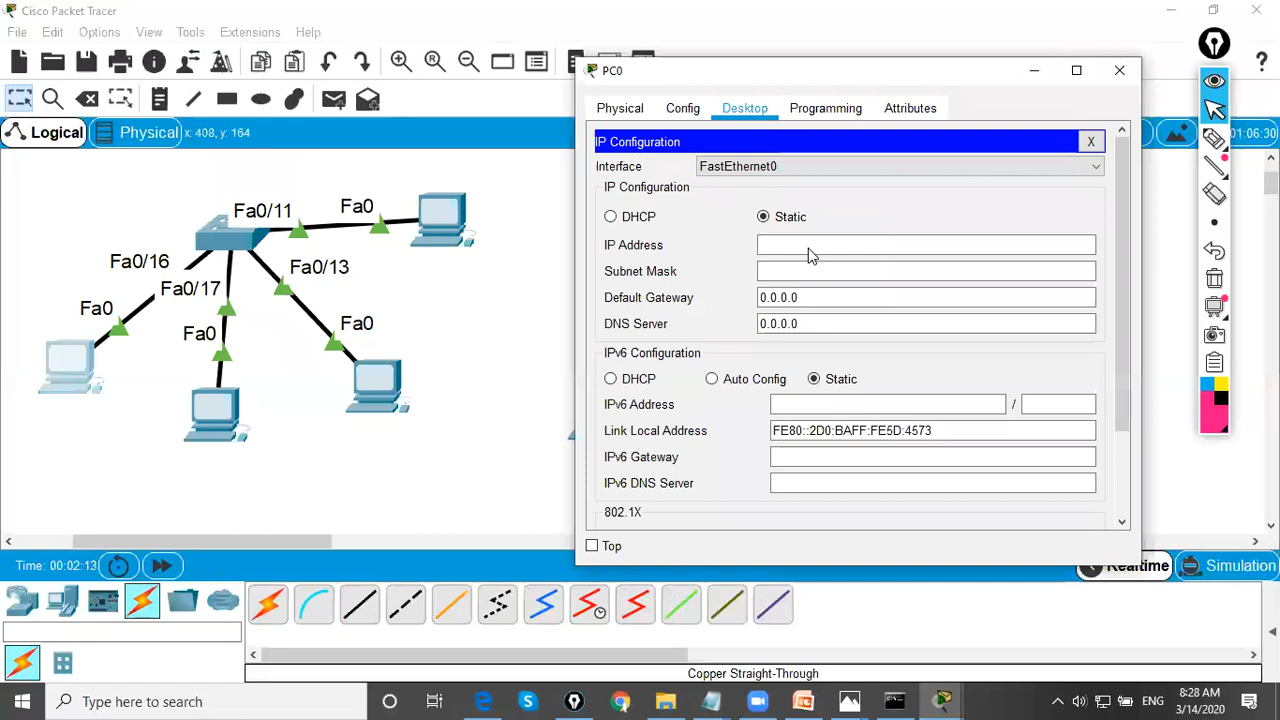 Cisco Packet Tracer
File Edit Options View Tools Extensions Help
Logical
Physical
x: 408, y: 164
01:06:30
Fa0/11
Fa0
Fa0/16
Fa0/13
Fa0/17
Fa0
Fa0
Fa0
PC0
Physical Config Desktop Programming Attributes
IP Configuration
X
Interface FastEthernet0
IP Configuration
DHCP Static
IP Address
Subnet Mask
Default Gateway 0.0.0.0
DNS Server 0.0.0.0
IPv6 Configuration
DHCP Auto Config Static
IPv6 Address /
Link Local Address FE80::2D0:BAFF:FE5D:4573
IPv6 Gateway
IPv6 DNS Server
802.1X
Top
Time: 00:02:13
Realtime
Simulation
Copper Straight-Through
Type here to search
ENG
8:28 AM
3/14/2020